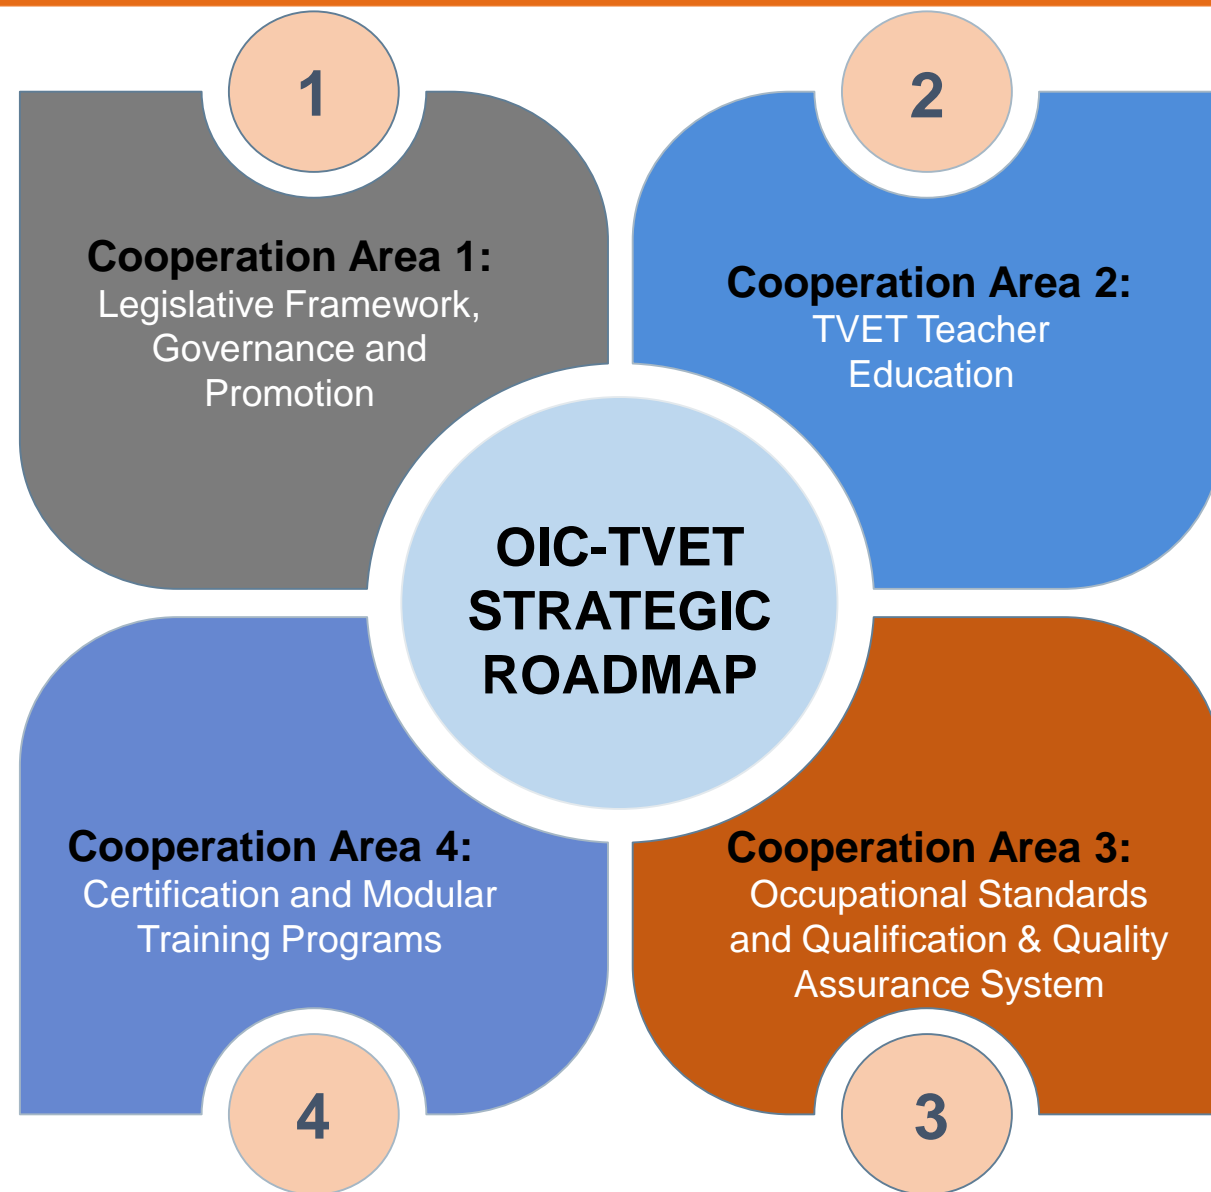 1
2
Cooperation Area 1:
Legislative Framework,
Governance and
Promotion
Cooperation Area 2:
TVET Teacher
Education
OIC-TVET
STRATEGIC
ROADMAP
Cooperation Area 4:
Certification and Modular
Training Programs
Cooperation Area 3:
Occupational Standards
and Qualification & Quality
Assurance System
4
3